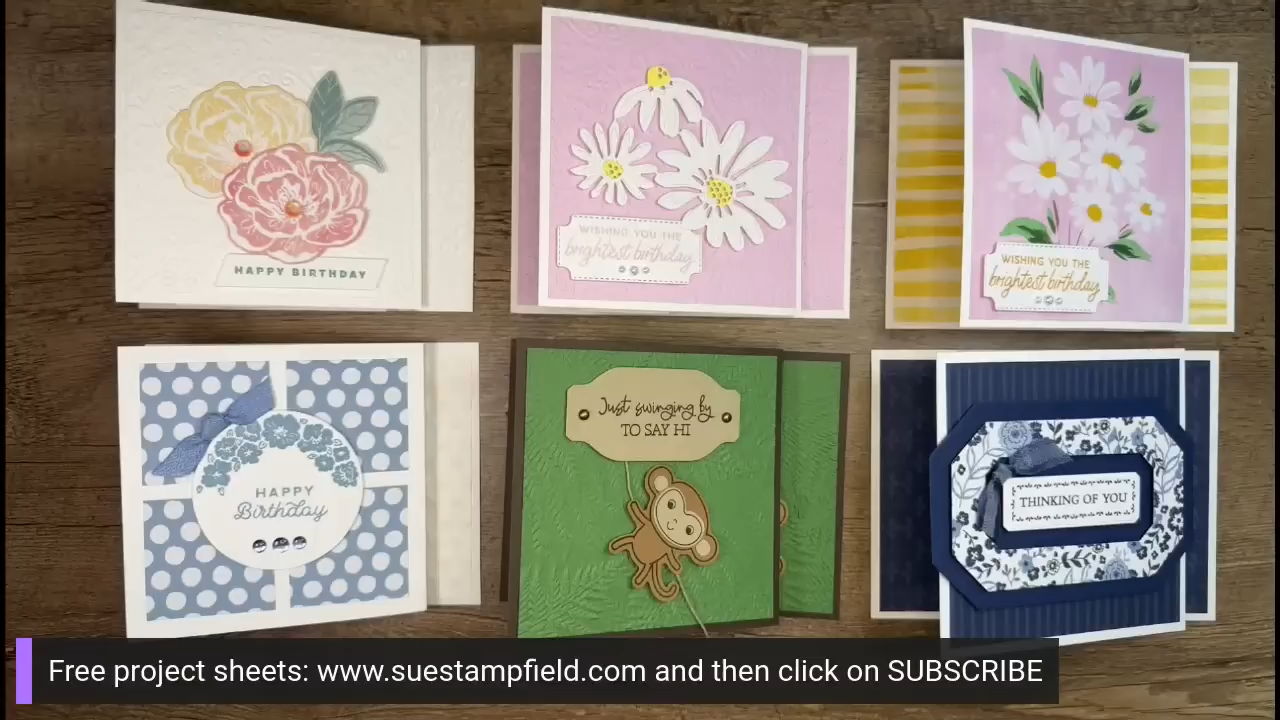 HAPPY BIRTHDAY
WISHING YOU THE
brightest birthday
WISHING YOU THE
brightest birthday
HAPPY
Birthday
Just swinging by
TO SAY HI
THINKING OF YOU
Free project sheets: www.suestampfield.com and then click on SUBSCRIBE